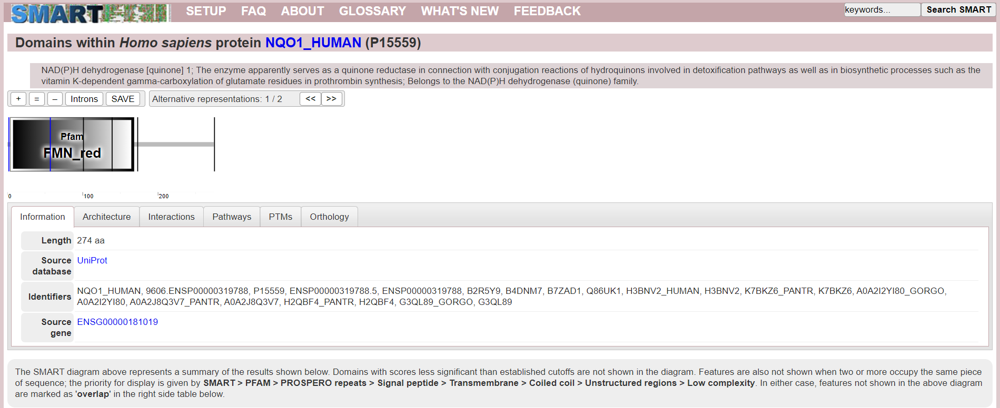 SMART SETUP FAQ ABOUT GLOSSARY WHAT'S NEW FEEDBACK keywords... Search SMART
Domains within Homo sapiens protein NQO1_HUMAN (P15559)
NAD(P)H dehydrogenase [quinone] 1; The enzyme apparently serves as a quinone reductase in connection with conjugation reactions of hydroquinons involved in detoxification pathways as well as in biosynthetic processes such as the
vitamin K-dependent gamma-carboxylation of glutamate residues in prothrombin synthesis; Belongs to the NAD(P)H dehydrogenase (quinone) family.
+ = – Introns SAVE Alternative representations: 1 / 2 << >>
Pfam
FMN_red
0 100 200
Information Architecture Interactions Pathways PTMs Orthology
Length 274 aa
Source database UniProt
Identifiers NQO1_HUMAN, 9606.ENSP00000319788, P15559, ENSP00000319788.5, ENSP00000319788, B2R5Y9, B4DNM7, B7ZAD1, Q86UK1, H3BNV2_HUMAN, H3BNV2, K7BKZ6_PANTR, K7BKZ6, A0A2I2YI80_GORGO,
A0A2I2YI80, A0A2J8Q3V7_PANTR, A0A2J8Q3V7, H2QBF4_PANTR, H2QBF4, G3QL89_GORGO, G3QL89
Source gene ENSG00000181019
The SMART diagram above represents a summary of the results shown below. Domains with scores less significant than established cutoffs are not shown in the diagram. Features are also not shown when two or more occupy the same piece
of sequence; the priority for display is given by SMART > PFAM > PROSPERO repeats > Signal peptide > Transmembrane > Coiled coil > Unstructured regions > Low complexity. In either case, features not shown in the above diagram
are marked as 'overlap' in the right side table below.